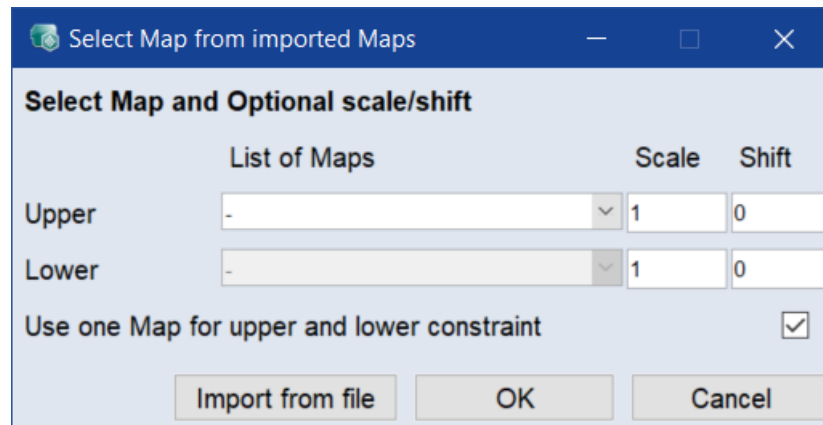 Select Map from imported Maps
Select Map and Optional scale/shift
List of Maps Scale Shift
Upper - 1 0
Lower - 1 0
Use one Map for upper and lower constraint
Import from file OK Cancel